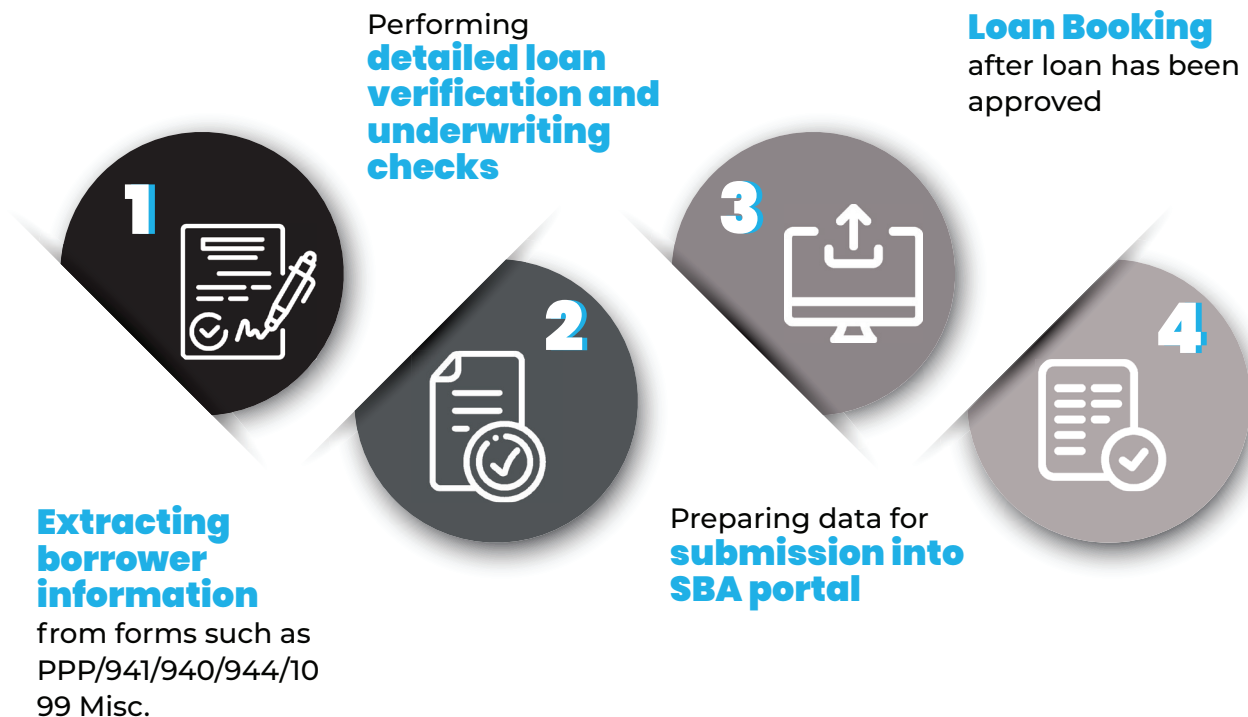 1
Extracting
borrower
information
from forms such as
PPP/941/940/944/10
99 Misc.
Performing
detailed loan
verification and
underwriting
checks
2
3
Preparing data for
submission into
SBA portal
Loan Booking
after loan has been
approved
4